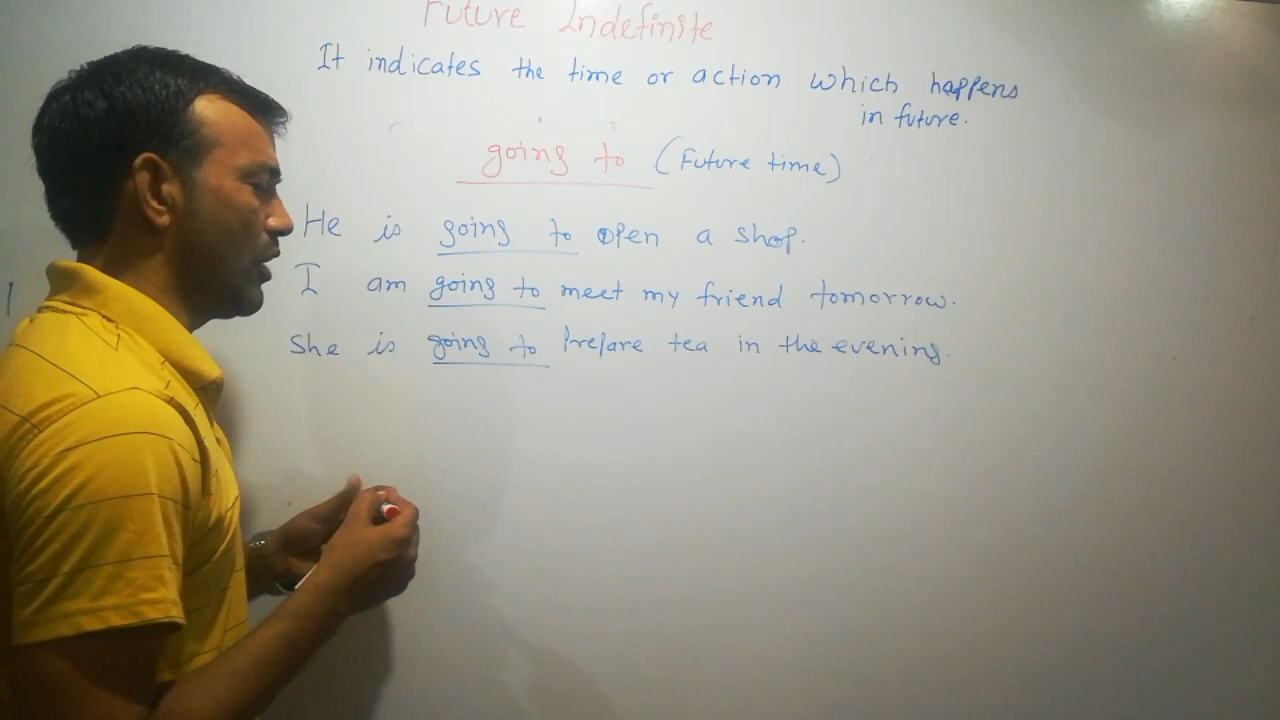 Future Indefinite
It indicates the time or action which happens
in future.
going to (Future time)
He is going to open a shop.
I am going to meet my friend tomorrow.
She is going to Prepare tea in the evening.